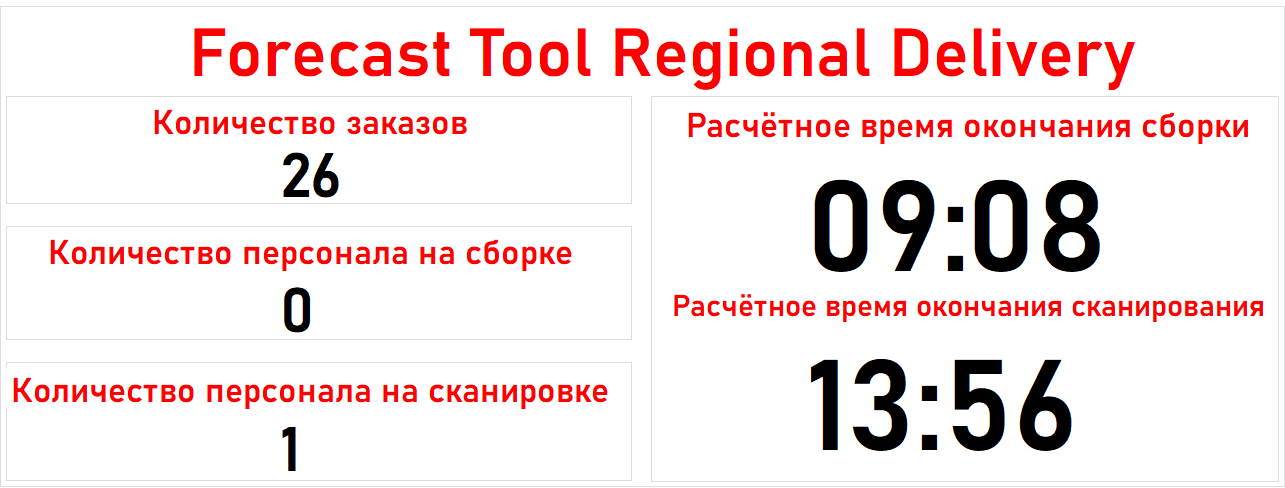 Forecast Tool Regional Delivery
Количество заказов
26
Количество персонала на сборке
0
Количество персонала на сканировке
1
Расчётное время окончания сборки
09:08
Расчётное время окончания сканирования
13:56